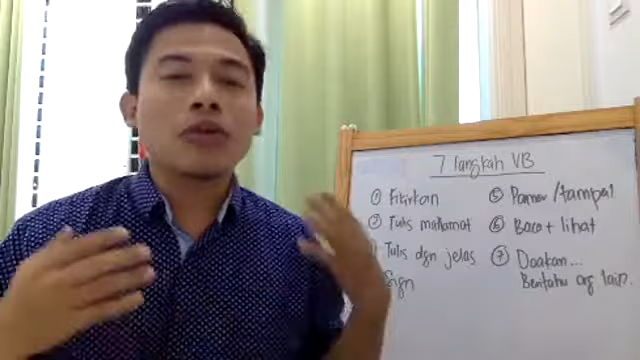 7 langkah VB
① Fikirkan
② Tulis matlamat
Tulis dgn jelas
Sign
⑤ Pamer/tampal
⑥ Baca + lihat
⑦ Doakan...
Beritahu org lain.